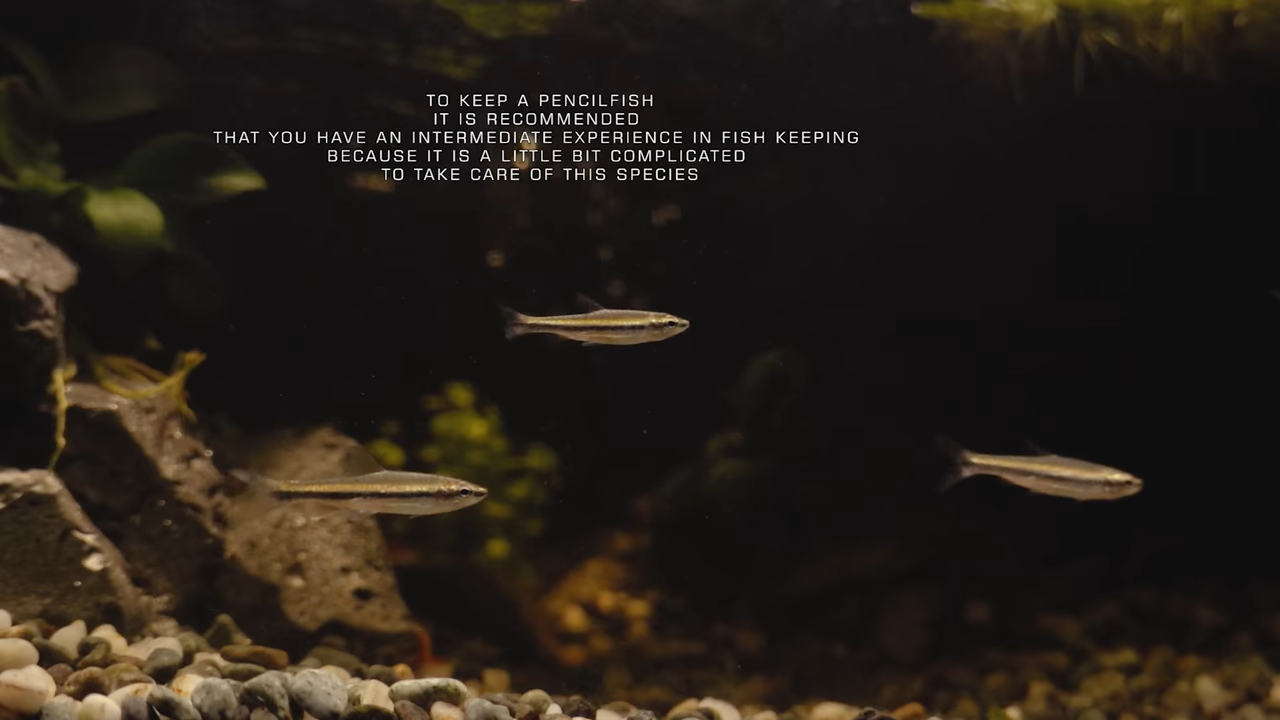 TO KEEP A PENCILFISH
IT IS RECOMMENDED
THAT YOU HAVE AN INTERMEDIATE EXPERIENCE IN FISH KEEPING
BECAUSE IT IS A LITTLE BIT COMPLICATED
TO TAKE CARE OF THIS SPECIES